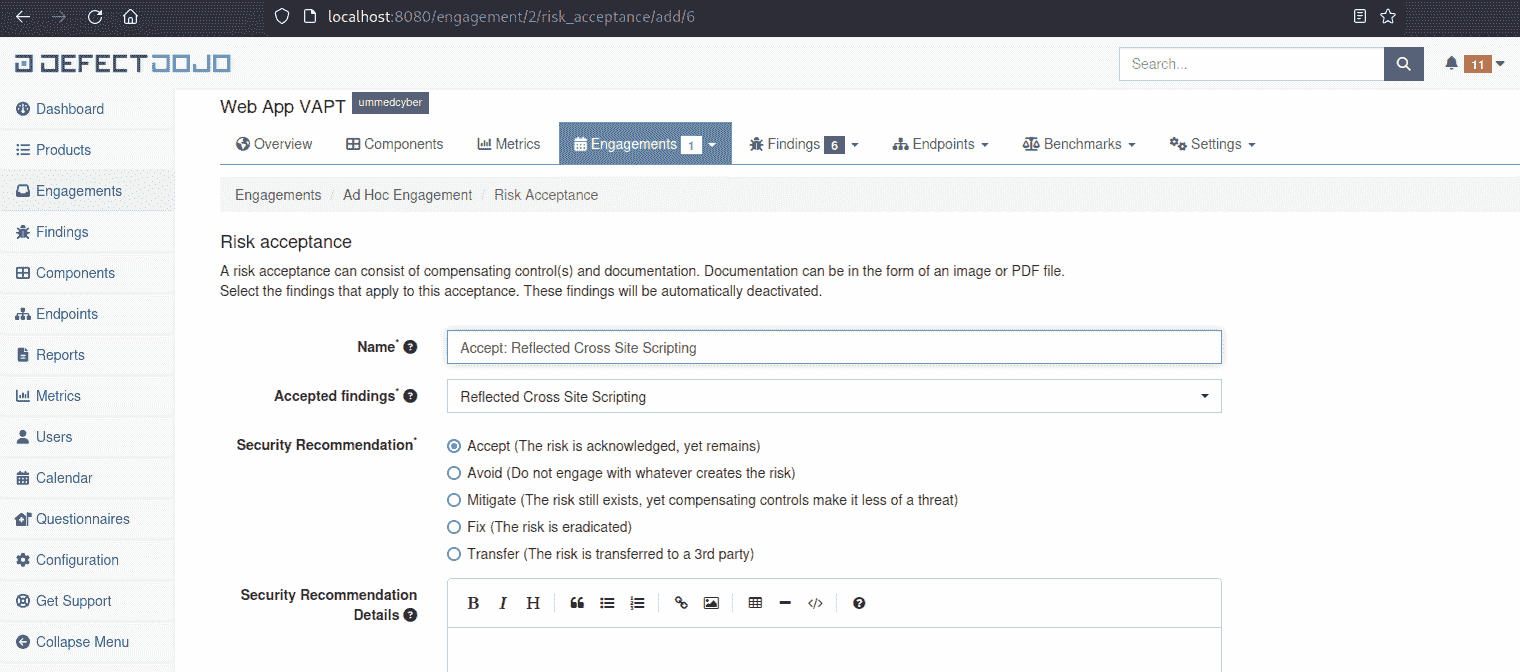 localhost:8080/engagement/2/risk_acceptance/add/6
DEFECTDOJO
Search...
11
Dashboard
Products
Engagements
Findings
Components
Endpoints
Reports
Metrics
Users
Calendar
Questionnaires
Configuration
Get Support
Collapse Menu
Web App VAPT ummedcyber
Overview Components Metrics Engagements 1 Findings 6 Endpoints Benchmarks Settings
Engagements / Ad Hoc Engagement / Risk Acceptance
Risk acceptance
A risk acceptance can consist of compensating control(s) and documentation. Documentation can be in the form of an image or PDF file.
Select the findings that apply to this acceptance. These findings will be automatically deactivated.
Name* ?
Accept: Reflected Cross Site Scripting
Accepted findings* ?
Reflected Cross Site Scripting
Security Recommendation*
Accept (The risk is acknowledged, yet remains)
Avoid (Do not engage with whatever creates the risk)
Mitigate (The risk still exists, yet compensating controls make it less of a threat)
Fix (The risk is eradicated)
Transfer (The risk is transferred to a 3rd party)
Security Recommendation
Details ?
B I H